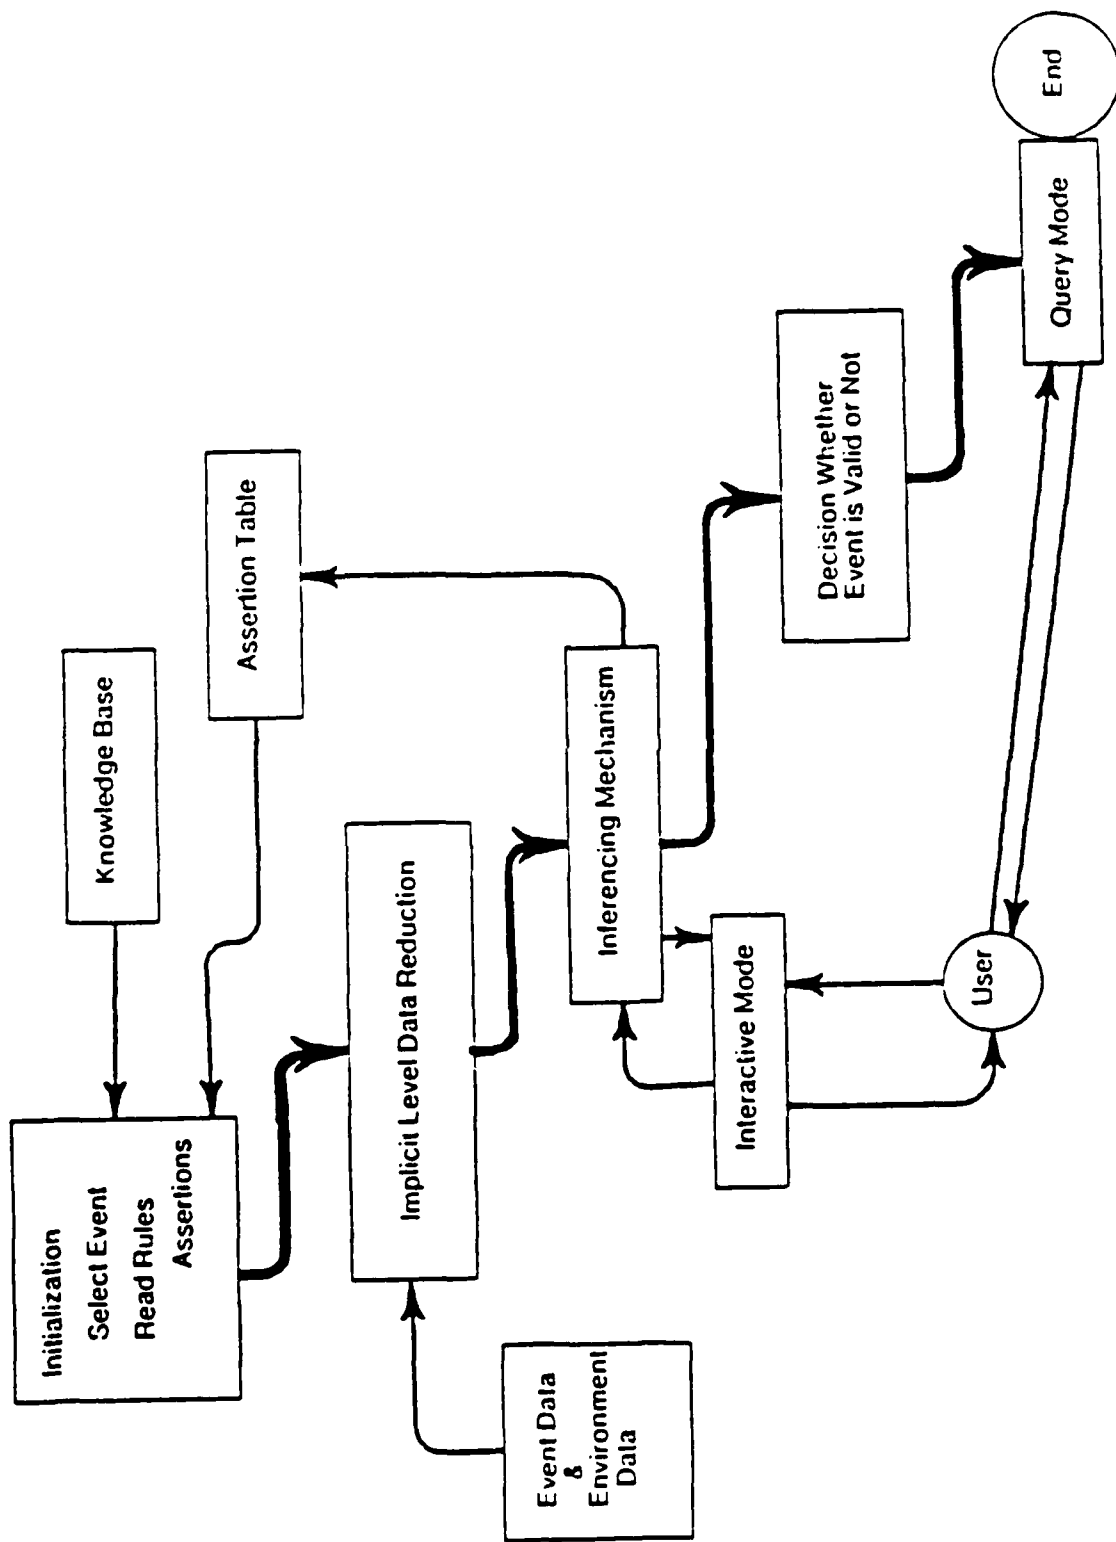 Initialization
Select Event
Read Rules
Assertions
Knowledge Base
Assertion Table
Implicit Level Data Reduction
Event Data
&
Environment
Data
Inferencing Mechanism
Interactive Mode
User
Decision Whether
Event is Valid or Not
Query Mode
End